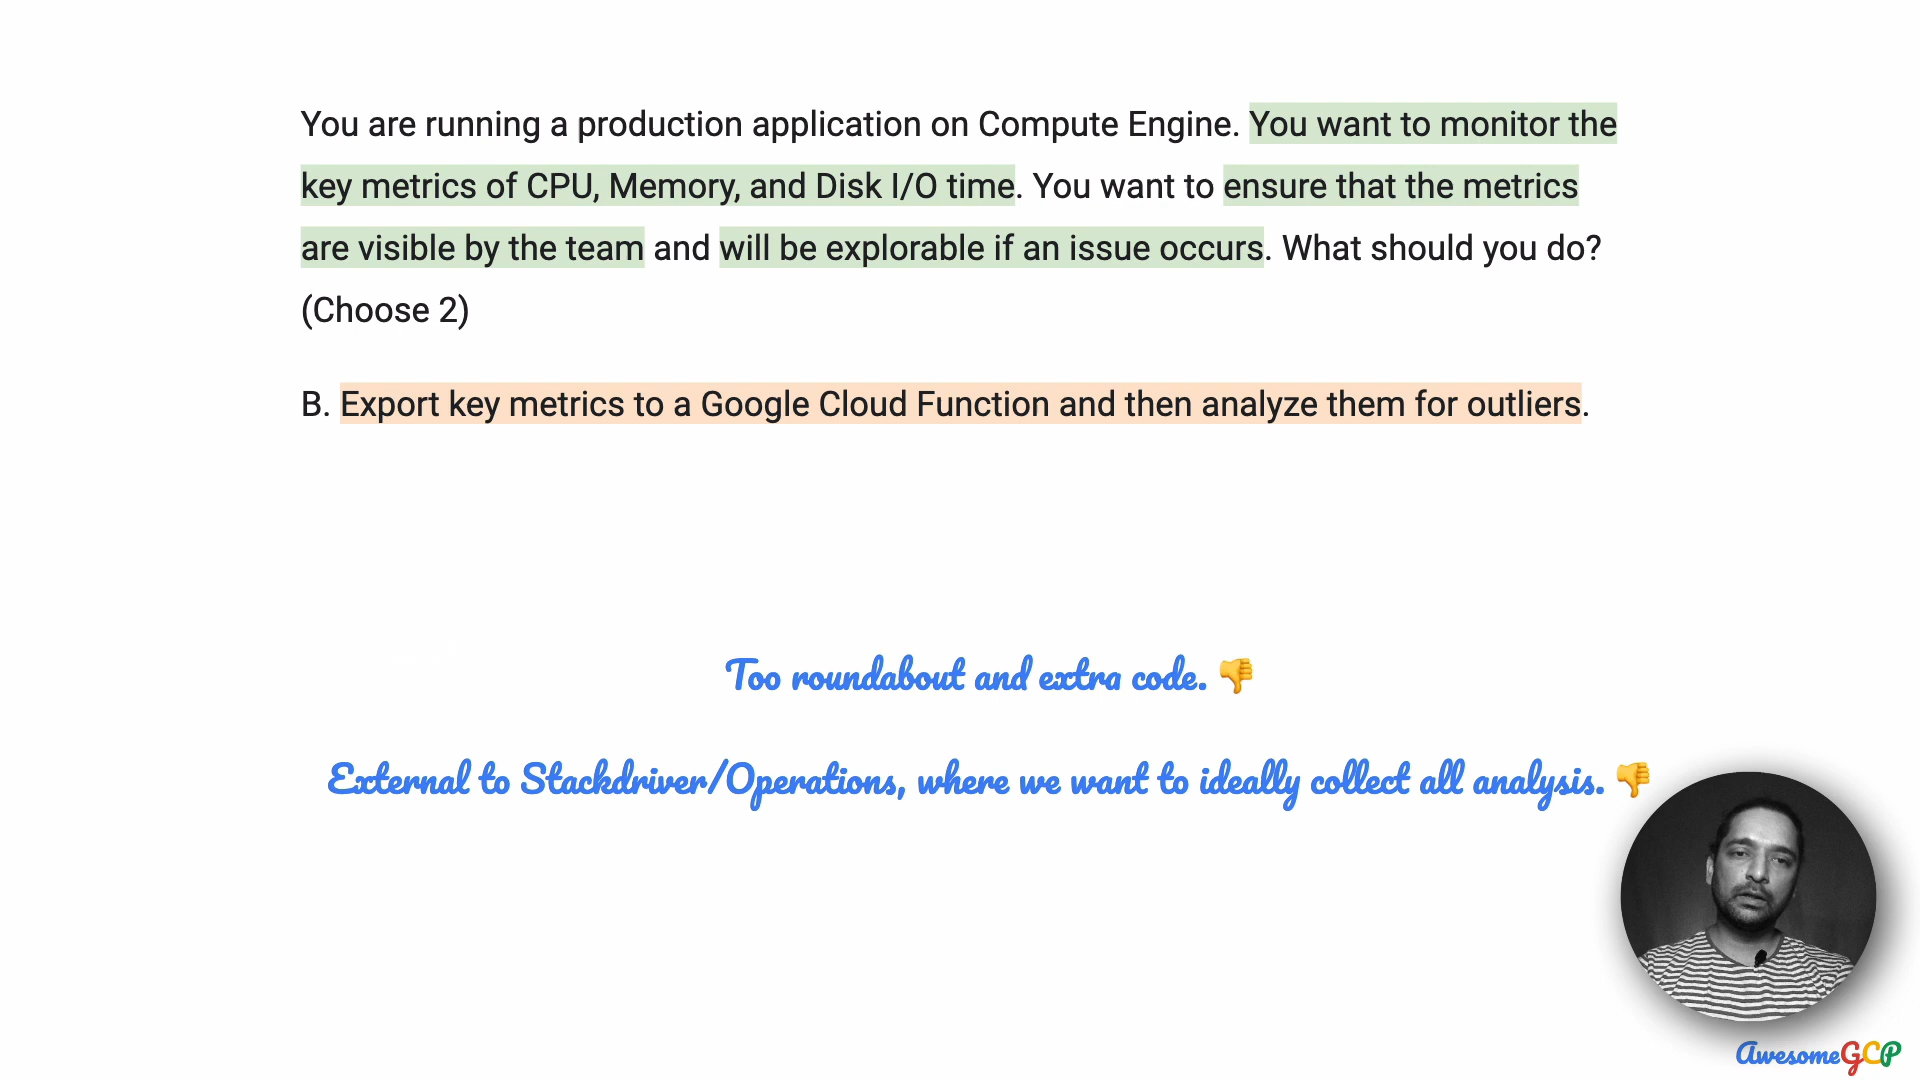 You are running a production application on Compute Engine. You want to monitor the
key metrics of CPU, Memory, and Disk I/O time. You want to ensure that the metrics
are visible by the team and will be explorable if an issue occurs. What should you do?
(Choose 2)
B. Export key metrics to a Google Cloud Function and then analyze them for outliers.
Too roundabout and extra code. 👎
External to Stackdriver/Operations, where we want to ideally collect all analysis. 👎
AwesomeGCP